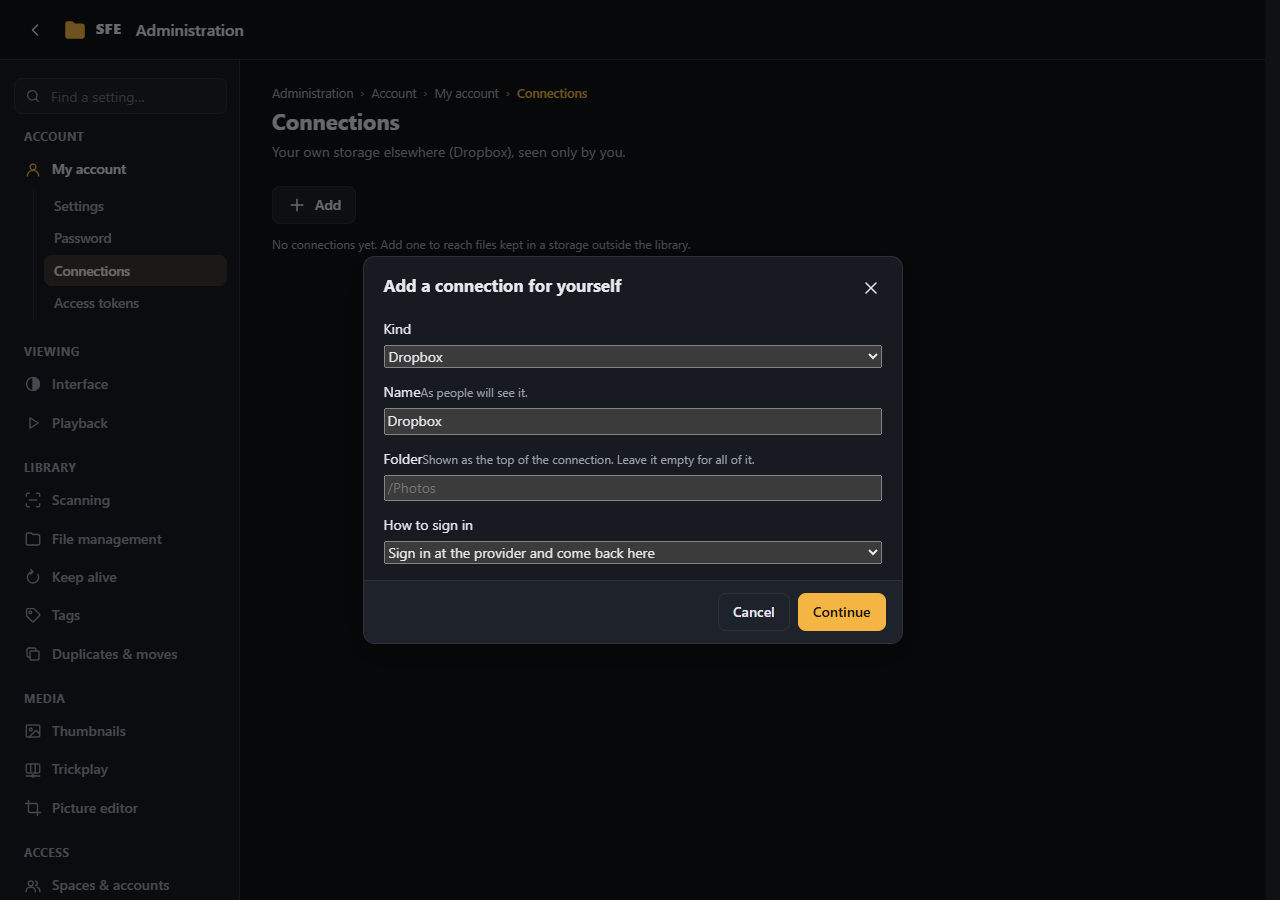 SFE Administration
Find a setting...
ACCOUNT
My account
Settings
Password
Connections
Access tokens
VIEWING
Interface
Playback
LIBRARY
Scanning
File management
Keep alive
Tags
Duplicates & moves
MEDIA
Thumbnails
Trickplay
Picture editor
ACCESS
Spaces & accounts
Administration › Account › My account › Connections
Connections
Your own storage elsewhere (Dropbox), seen only by you.
Add
No connections yet. Add one to reach files kept in a storage outside the library.
Add a connection for yourself
Kind
Dropbox
NameAs people will see it.
Dropbox
FolderShown as the top of the connection. Leave it empty for all of it.
/Photos
How to sign in
Sign in at the provider and come back here
Cancel Continue